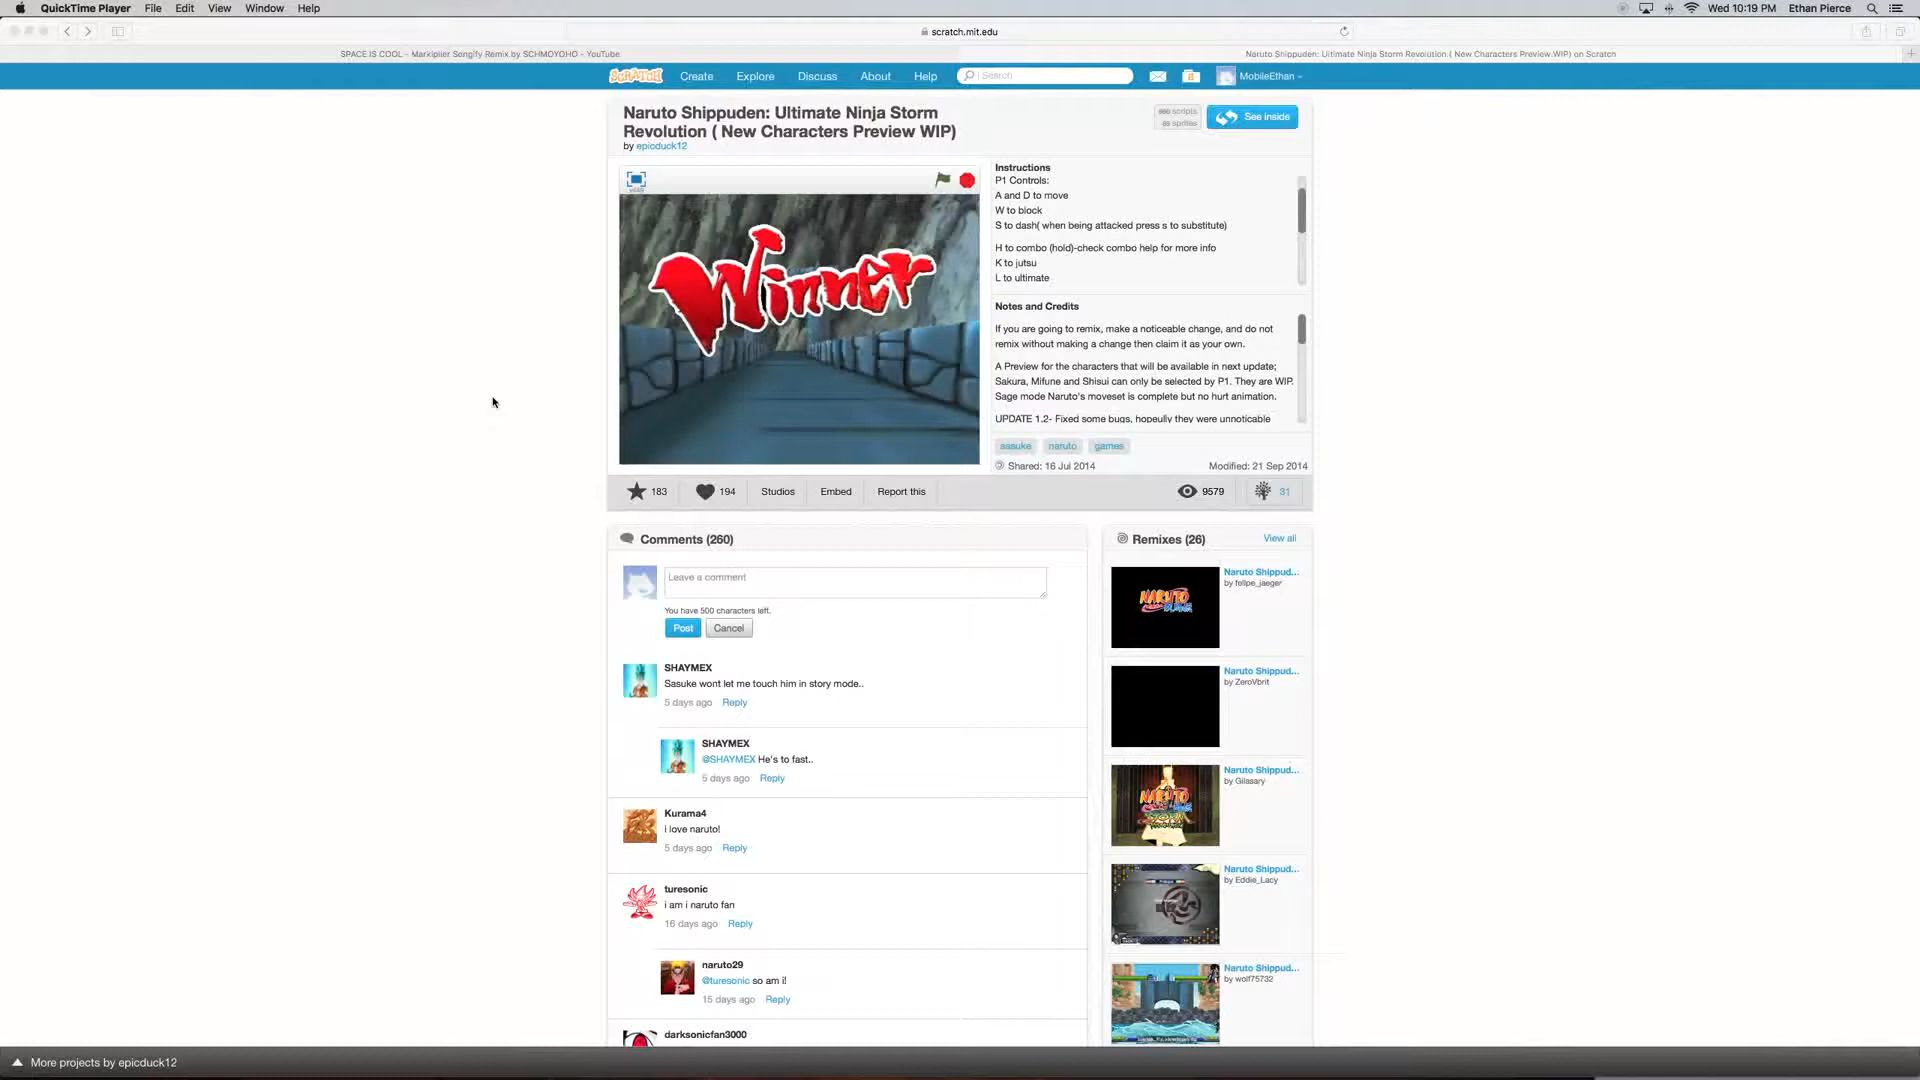 QuickTime Player File Edit View Window Help
Wed 10:19 PM Ethan Pierce
scratch.mit.edu
SPACE IS COOL - Markiplier Songify Remix by SCHMOYOHO - YouTube
Naruto Shippuden: Ultimate Ninja Storm Revolution ( New Characters Preview WIP) on Scratch
SCRATCH Create Explore Discuss About Help Search MobileEthan
Naruto Shippuden: Ultimate Ninja Storm
Revolution ( New Characters Preview WIP)
by epicduck12
scripts
sprites
See inside
Winner
Instructions
P1 Controls:
A and D to move
W to block
S to dash( when being attacked press s to substitute)
H to combo (hold)-check combo help for more info
K to jutsu
L to ultimate
Notes and Credits
If you are going to remix, make a noticeable change, and do not
remix without making a change then claim it as your own.
A Preview for the characters that will be available in next update;
Sakura, Mifune and Shisui can only be selected by P1. They are WIP.
Sage mode Naruto's moveset is complete but no hurt animation.
UPDATE 1.2- Fixed some bugs, hopeully they were unnoticable
sasuke naruto games
Shared: 16 Jul 2014 Modified: 21 Sep 2014
183 194 Studios Embed Report this 9579 31
Comments (260)
Leave a comment
You have 500 characters left.
Post Cancel
SHAYMEX
Sasuke wont let me touch him in story mode..
5 days ago Reply
SHAYMEX
@SHAYMEX He's to fast..
5 days ago Reply
Kurama4
i love naruto!
5 days ago Reply
turesonic
i am i naruto fan
16 days ago Reply
naruto29
@turesonic so am i!
15 days ago Reply
darksonicfan3000
Remixes (26) View all
Naruto Shippud...
by felipe_jaeger
Naruto Shippud...
by ZeroVbrit
Naruto Shippud...
by Gilasary
Naruto Shippud...
by Eddie_Lacy
Naruto Shippud...
by wolf75732
More projects by epicduck12